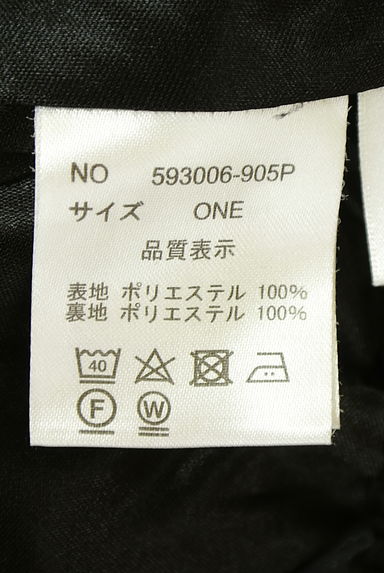 NO 593006-905P
サイズ ONE
品質表示
表地 ポリエステル 100%
裏地 ポリエステル 100%
40
F W